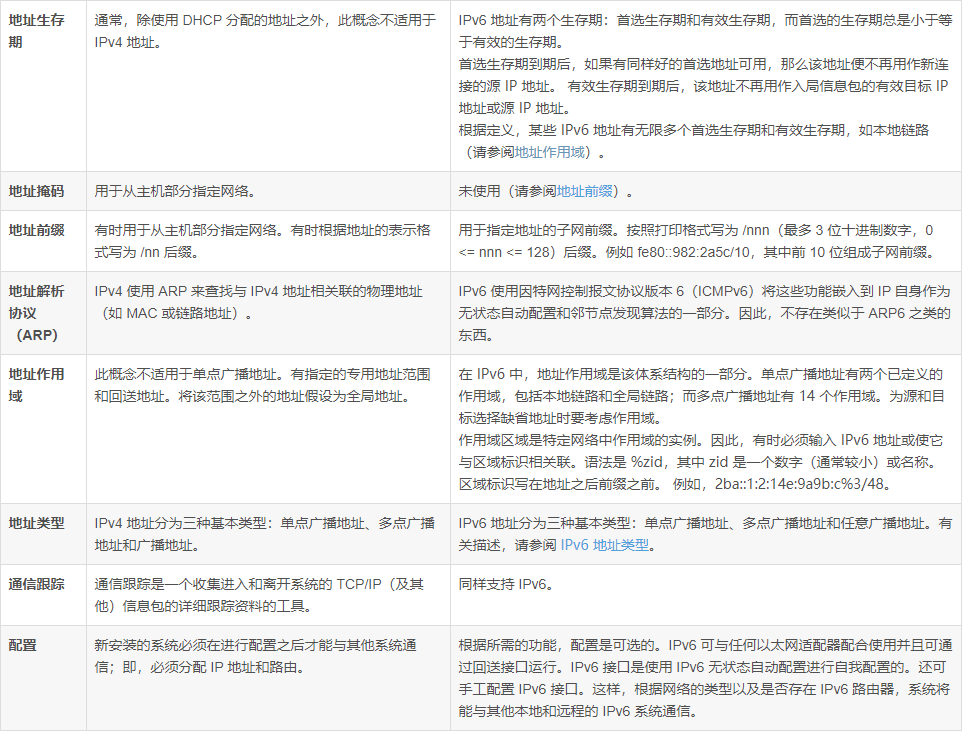 地址生存
期
通常，除使用 DHCP 分配的地址之外，此概念不适用于
IPv4 地址。
IPv6 地址有两个生存期：首选生存期和有效生存期，而首选的生存期总是小于等
于有效的生存期。
首选生存期到期后，如果有同样好的首选地址可用，那么该地址便不再用作新连
接的源 IP 地址。 有效生存期到期后，该地址不再用作入局信息包的有效目标 IP
地址或源 IP 地址。
根据定义，某些 IPv6 地址有无限多个首选生存期和有效生存期，如本地链路
（请参阅地址作用域）。
地址掩码
用于从主机部分指定网络。
未使用（请参阅地址前缀）。
地址前缀
有时用于从主机部分指定网络。有时根据地址的表示格
式写为 /nn 后缀。
用于指定地址的子网前缀。按照打印格式写为 /nnn（最多 3 位十进制数字，0
<= nnn <= 128）后缀。例如 fe80::982:2a5c/10，其中前 10 位组成子网前缀。
地址解析
协议
（ARP）
IPv4 使用 ARP 来查找与 IPv4 地址相关联的物理地址
（如 MAC 或链路地址）。
IPv6 使用因特网控制报文协议版本 6（ICMPv6）将这些功能嵌入到 IP 自身作为
无状态自动配置和邻节点发现算法的一部分。因此，不存在类似于 ARP6 之类的
东西。
地址作用
域
此概念不适用于单点广播地址。有指定的专用地址范围
和回送地址。将该范围之外的地址假设为全局地址。
在 IPv6 中，地址作用域是该体系结构的一部分。单点广播地址有两个已定义的
作用域，包括本地链路和全局链路；而多点广播地址有 14 个作用域。为源和目
标选择缺省地址时要考虑作用域。
作用域区域是特定网络中作用域的实例。因此，有时必须输入 IPv6 地址或使它
与区域标识相关联。语法是 %zid，其中 zid 是一个数字（通常较小）或名称。
区域标识写在地址之后前缀之前。 例如，2ba::1:2:14e:9a9b:c%3/48。
地址类型
IPv4 地址分为三种基本类型：单点广播地址、多点广播
地址和广播地址。
IPv6 地址分为三种基本类型：单点广播地址、多点广播地址和任意广播地址。有
关描述，请参阅 IPv6 地址类型。
通信跟踪
通信跟踪是一个收集进入和离开系统的 TCP/IP（及其
他）信息包的详细跟踪资料的工具。
同样支持 IPv6。
配置
新安装的系统必须在进行配置之后才能与其他系统通
信；即，必须分配 IP 地址和路由。
根据所需的功能，配置是可选的。IPv6 可与任何以太网适配器配合使用并且可通
过回送接口运行。IPv6 接口是使用 IPv6 无状态自动配置进行自我配置的。还可
手工配置 IPv6 接口。这样，根据网络的类型以及是否存在 IPv6 路由器，系统将
能与其他本地和远程的 IPv6 系统通信。